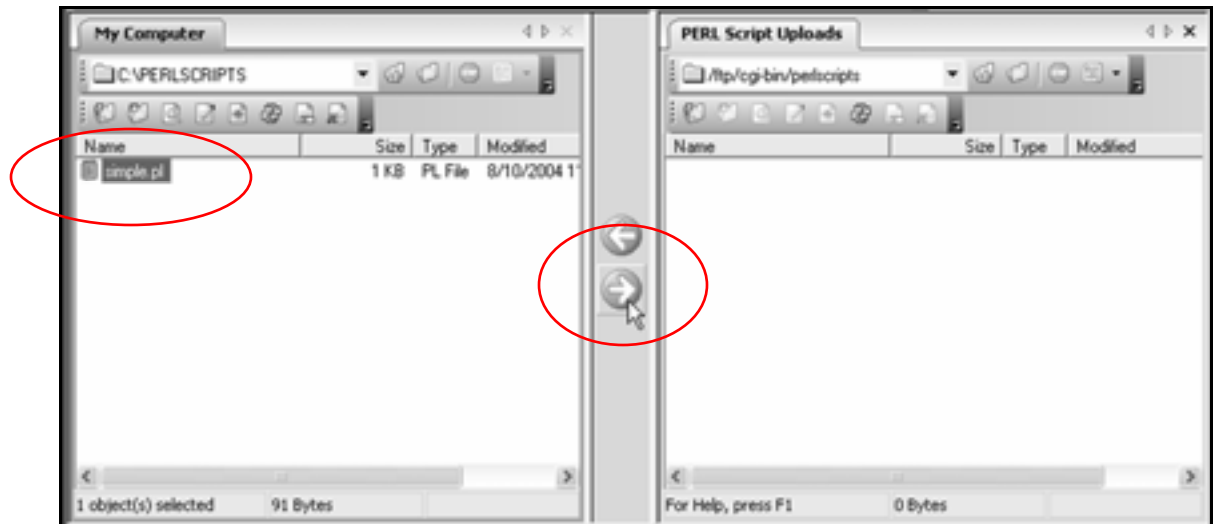 My Computer
C:\PERLSCRIPTS
Name Size Type Modified
simple.pl 1 KB PL File 8/10/2004 1
1 object(s) selected 91 Bytes
PERL Script Uploads
/ftp/cgi-bin/perlscripts
Name Size Type Modified
For Help, press F1 0 Bytes